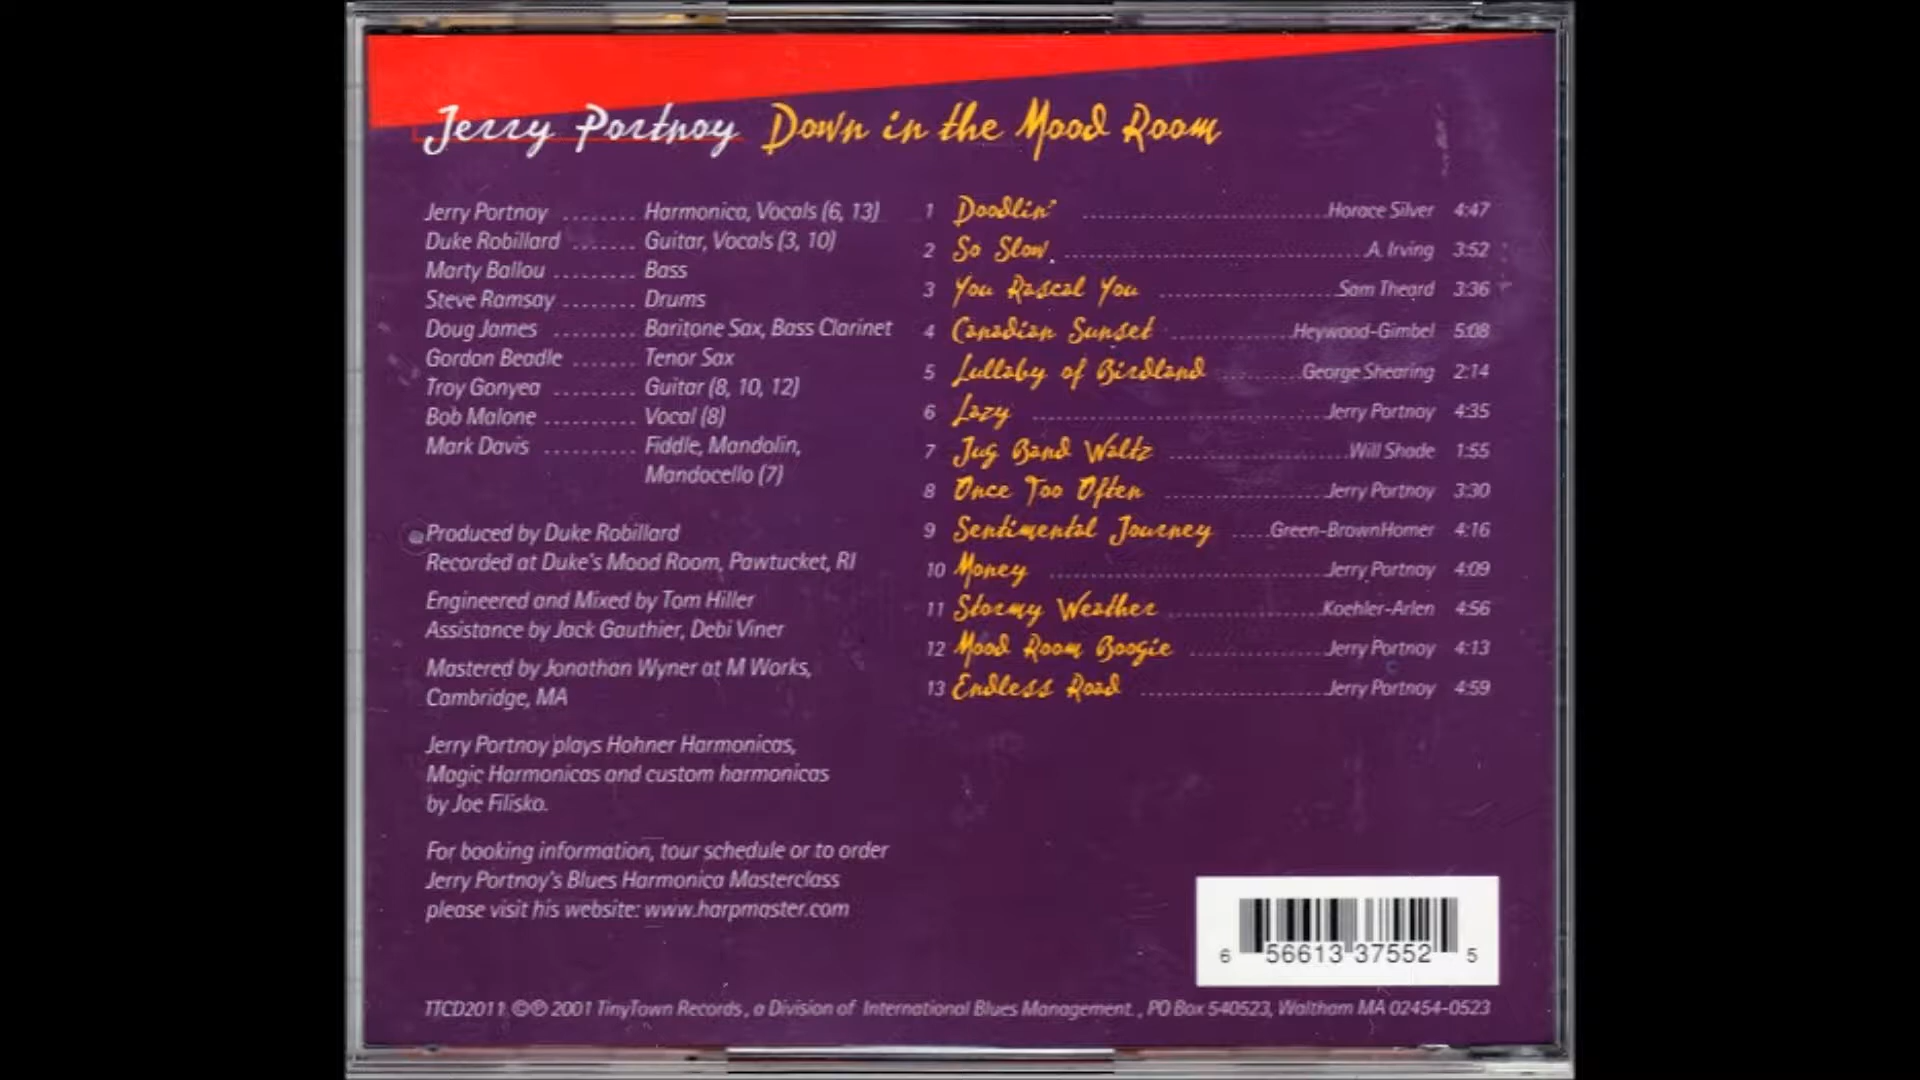 Jerry Portnoy Down in the Mood Room
Jerry Portnoy ........ Harmonica, Vocals (6, 13)
Duke Robillard ....... Guitar, Vocals (3, 10)
Marty Ballou ......... Bass
Steve Ramsay ........ Drums
Doug James ......... Baritone Sax, Bass Clarinet
Gordon Beadle ....... Tenor Sax
Troy Gonyea ......... Guitar (8, 10, 12)
Bob Malone .......... Vocal (8)
Mark Davis .......... Fiddle, Mandolin,
Mandocello (7)
Produced by Duke Robillard
Recorded at Duke's Mood Room, Pawtucket, RI
Engineered and Mixed by Tom Hiller
Assistance by Jack Gauthier, Debi Viner
Mastered by Jonathan Wyner at M Works,
Cambridge, MA
Jerry Portnoy plays Hohner Harmonicas,
Magic Harmonicas and custom harmonicas
by Joe Filisko.
For booking information, tour schedule or to order
Jerry Portnoy's Blues Harmonica Masterclass
please visit his website: www.harpmaster.com
1 Doodlin' ........ Horace Silver 4:47
2 So Slow ........ A. Irving 3:52
3 You Rascal You ........ Sam Theard 3:36
4 Canadian Sunset ........ Heywood-Gimbel 5:08
5 Lullaby of Birdland ........ George Shearing 2:14
6 Lazy ........ Jerry Portnoy 4:35
7 Jug Band Waltz ........ Will Shade 1:55
8 Once Too Often ........ Jerry Portnoy 3:30
9 Sentimental Journey ..... Green-BrownHomer 4:16
10 Money ........ Jerry Portnoy 4:09
11 Stormy Weather ........ Koehler-Arlen 4:56
12 Mood Room Boogie ........ Jerry Portnoy 4:13
13 Endless Road ........ Jerry Portnoy 4:59
6 56613 37552 5
TTCD2011 ©℗ 2001 TinyTown Records, a Division of International Blues Management., PO Box 540523, Waltham MA 02454-0523